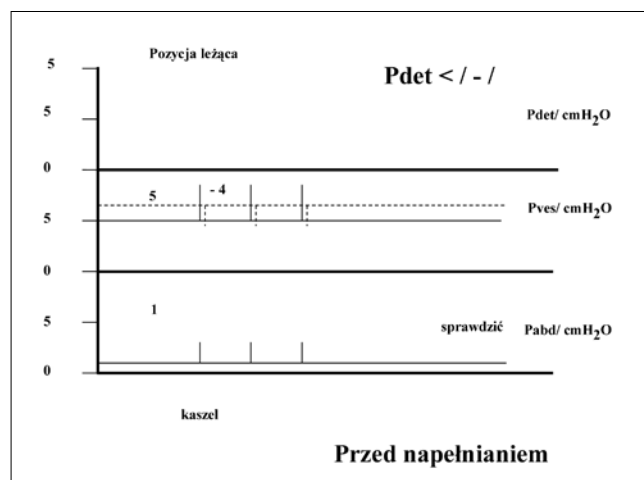 Pozycja leżąca
Pdet < / - /
5
5
Pdet/ cmH2O
0
5
- 4
5
Pves/ cmH2O
0
1
5
sprawdzić
Pabd/ cmH2O
0
kaszel
Przed napełnianiem